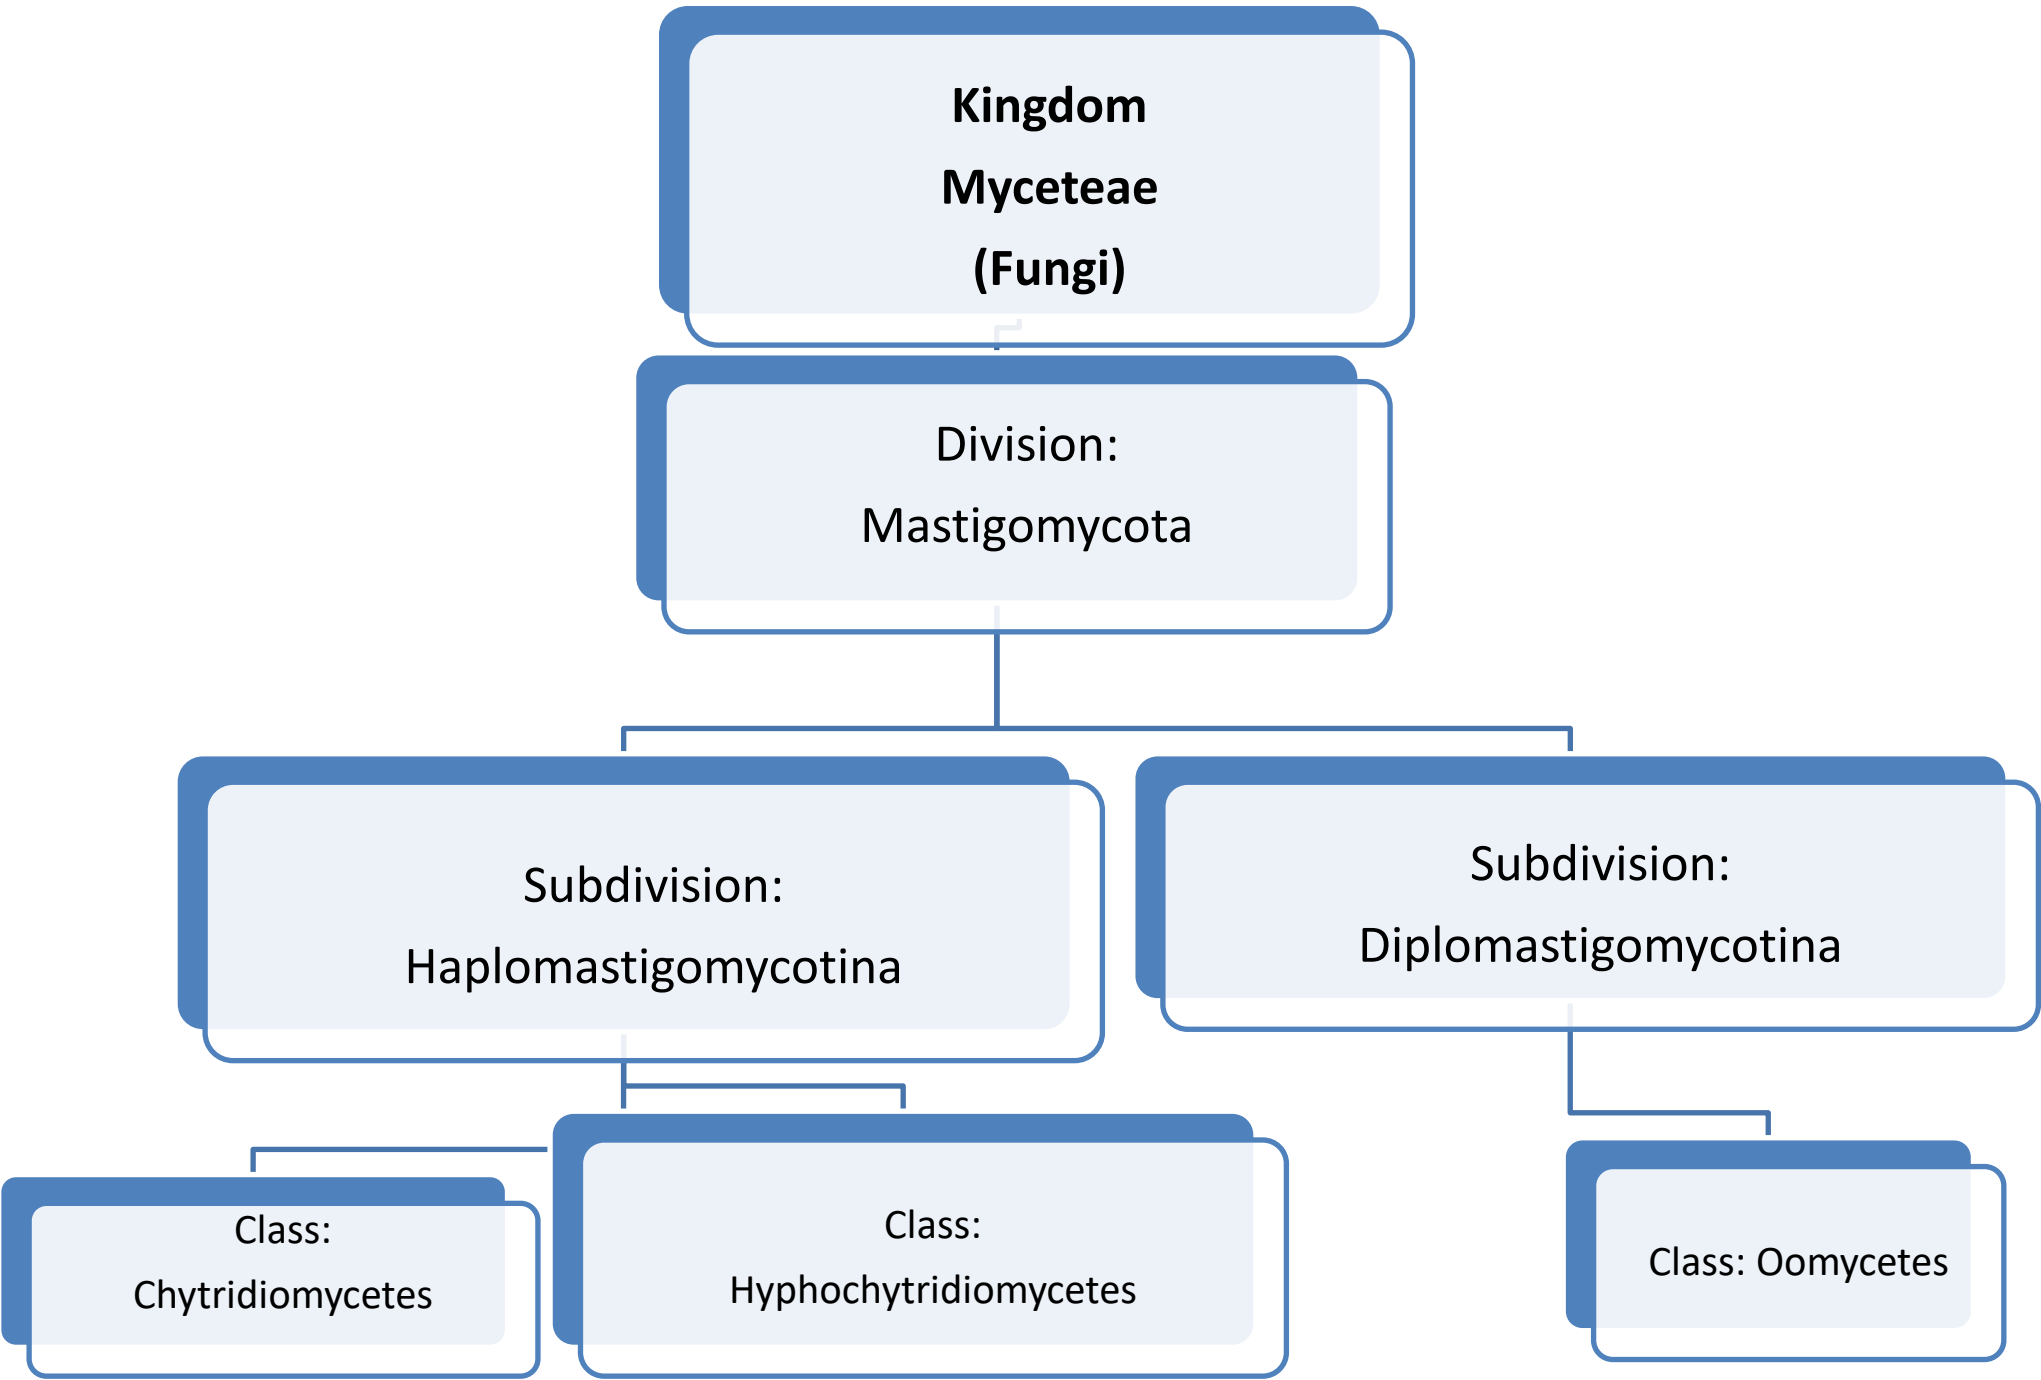 Kingdom
Myceteae
(Fungi)
Division:
Mastigomycota
Subdivision:
Haplomastigomycotina
Subdivision:
Diplomastigomycotina
Class:
Chytridiomycetes
Class:
Hyphochytridiomycetes
Class: Oomycetes